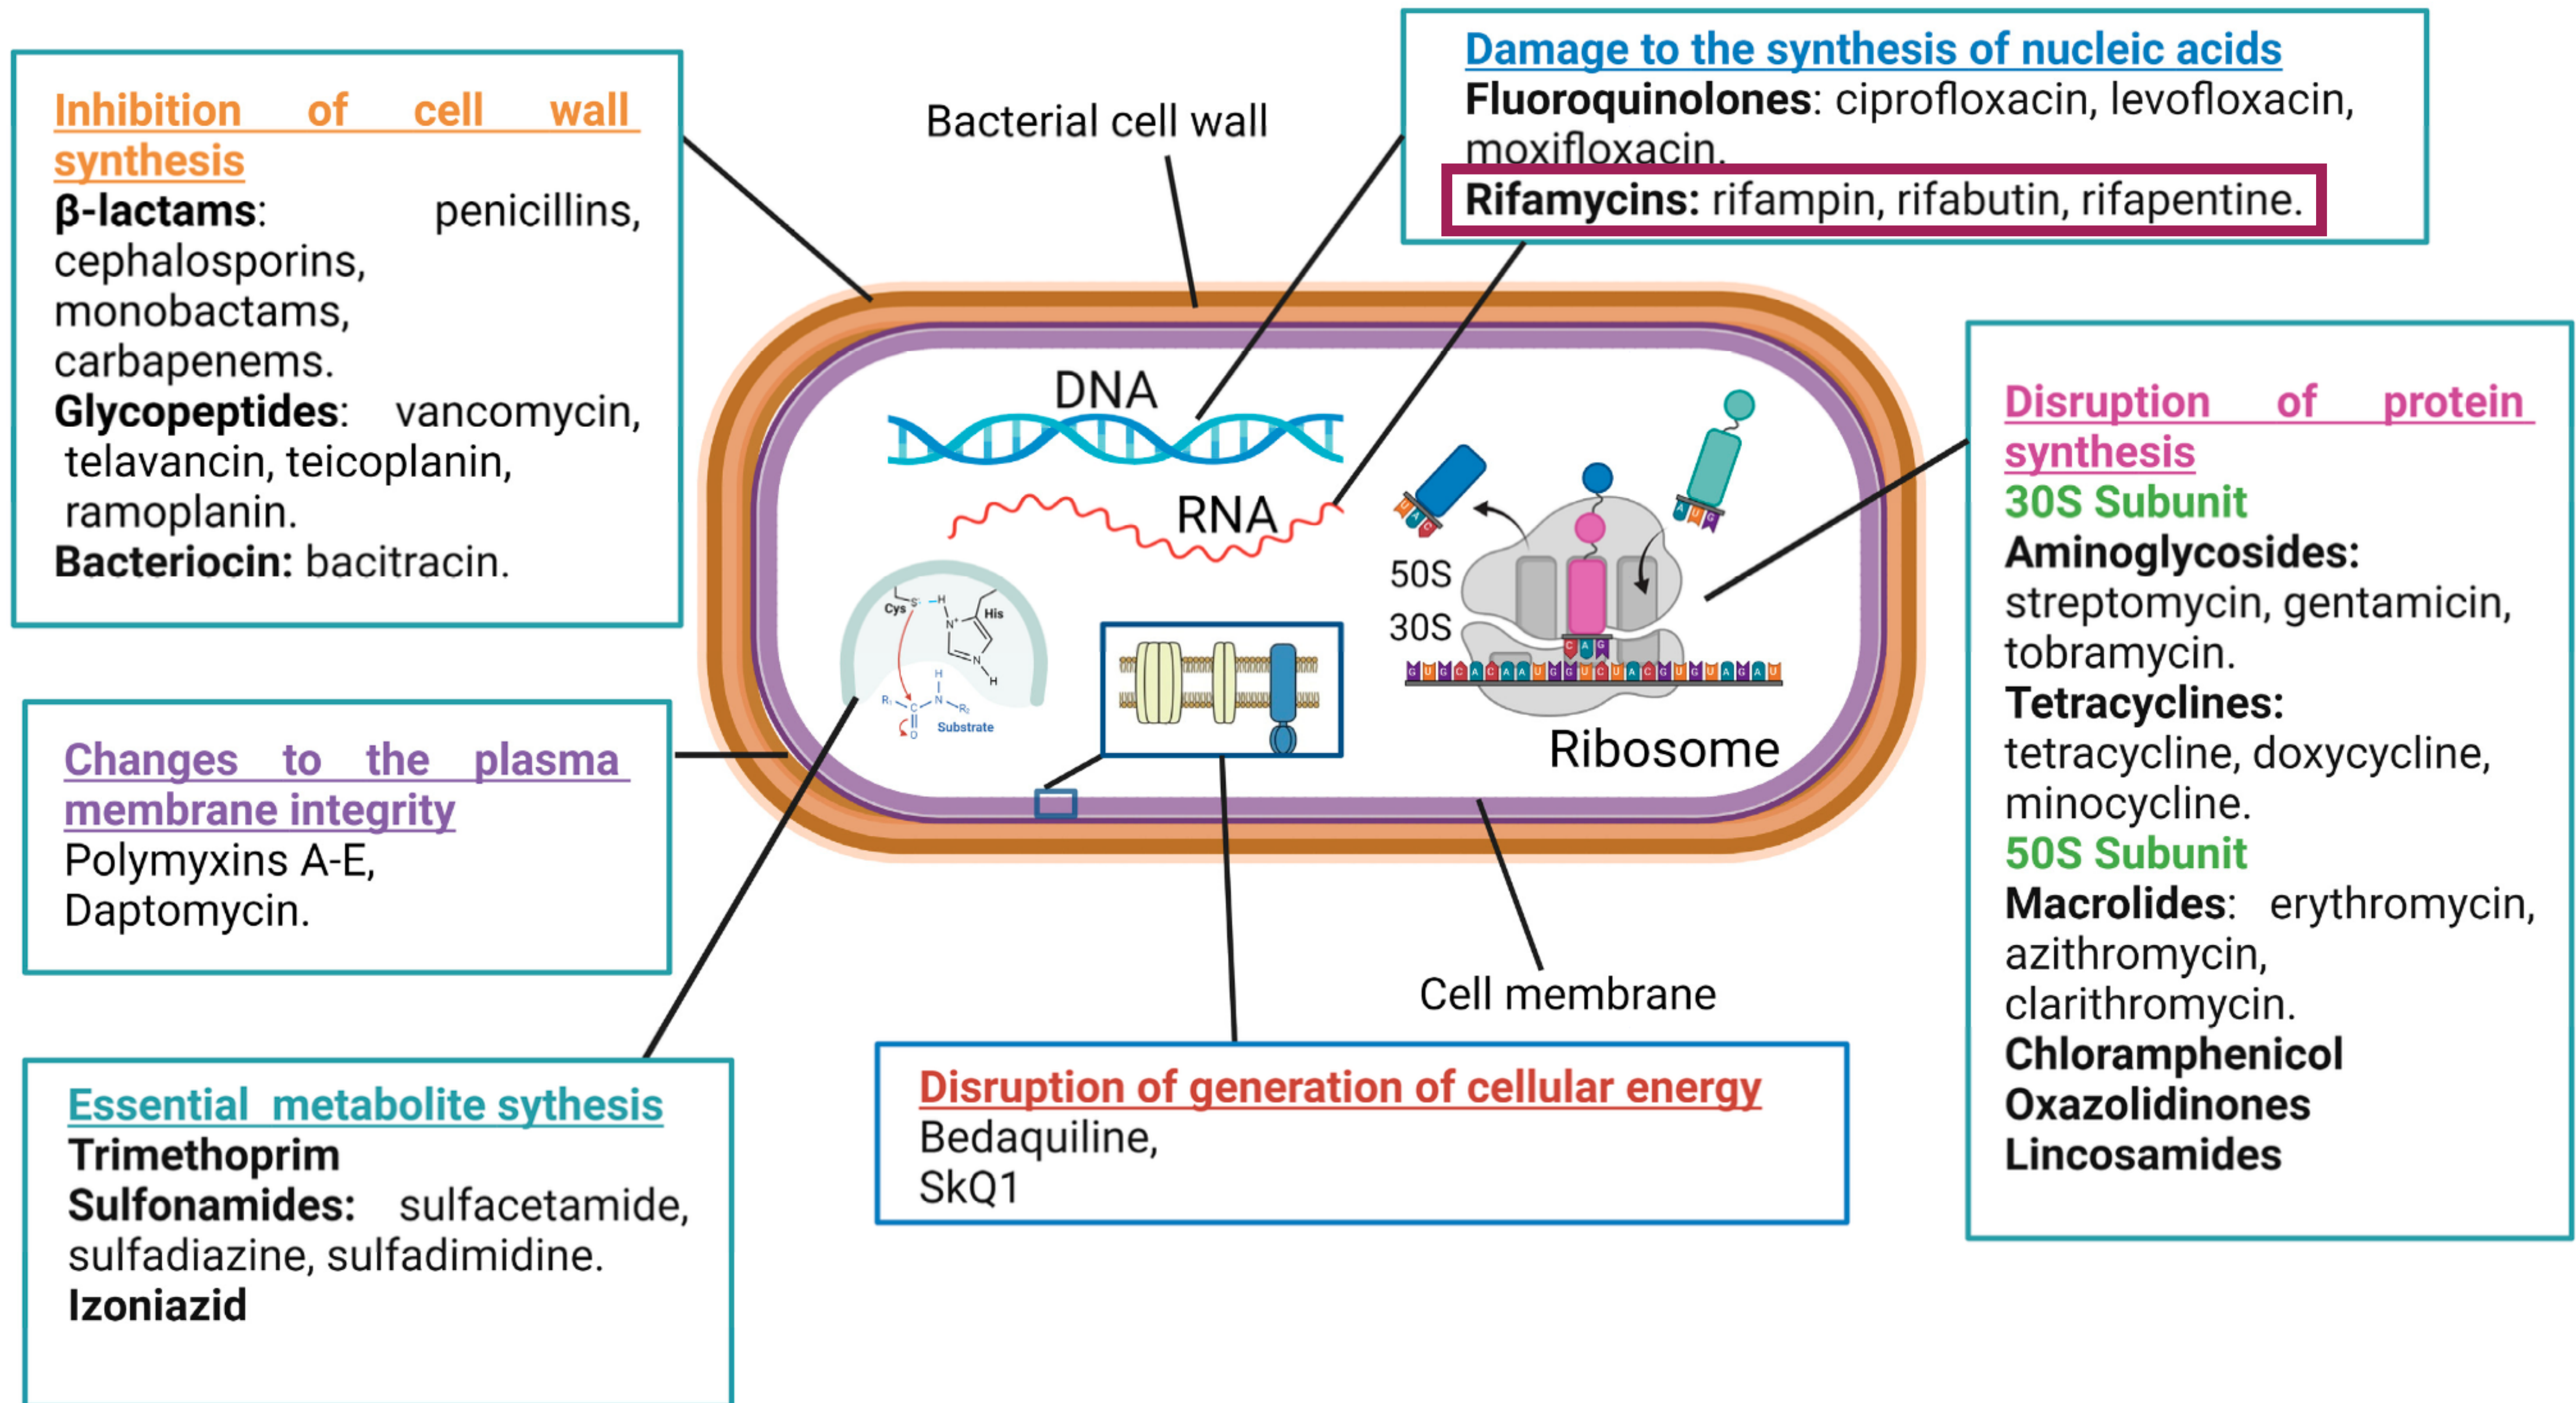 Inhibition of cell wall
synthesis
β-lactams: penicillins,
cephalosporins,
monobactams,
carbapenems.
Glycopeptides: vancomycin,
telavancin, teicoplanin,
ramoplanin.
Bacteriocin: bacitracin.
Changes to the plasma
membrane integrity
Polymyxins A-E,
Daptomycin.
Essential metabolite sythesis
Trimethoprim
Sulfonamides: sulfacetamide,
sulfadiazine, sulfadimidine.
Izoniazid
Bacterial cell wall
Damage to the synthesis of nucleic acids
Fluoroquinolones: ciprofloxacin, levofloxacin,
moxifloxacin.
Rifamycins: rifampin, rifabutin, rifapentine.
DNA
RNA
Cys S: H
His
N+
N
H
H
R₁ C N R₂
O
Substrate
U A C
A U G
50S
30S
C A G
G U G C A C A A U G G U C U A C G U G U A G A U
Ribosome
Cell membrane
Disruption of generation of cellular energy
Bedaquiline,
SkQ1
Disruption of protein
synthesis
30S Subunit
Aminoglycosides:
streptomycin, gentamicin,
tobramycin.
Tetracyclines:
tetracycline, doxycycline,
minocycline.
50S Subunit
Macrolides: erythromycin,
azithromycin,
clarithromycin.
Chloramphenicol
Oxazolidinones
Lincosamides